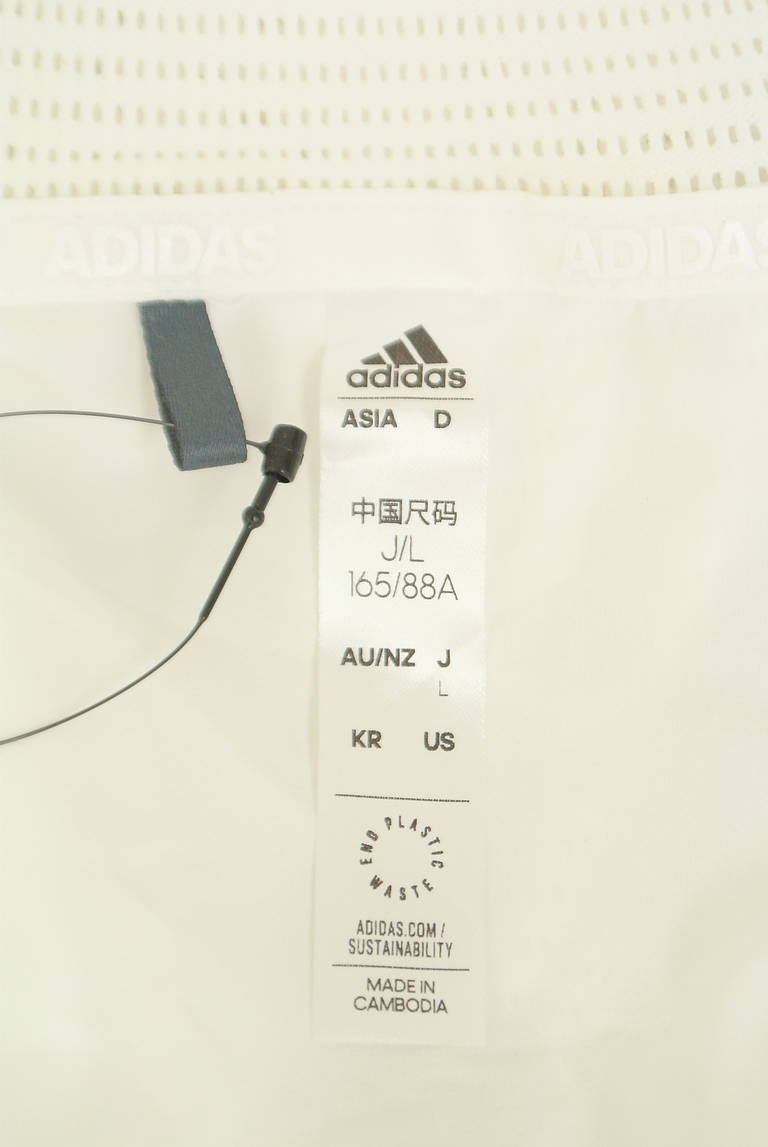 ADIDAS ADIDAS
adidas
ASIA D
中国尺码
J/L
165/88A
AU/NZ J
L
KR US
END PLASTIC WASTE
ADIDAS.COM/
SUSTAINABILITY
MADE IN
CAMBODIA